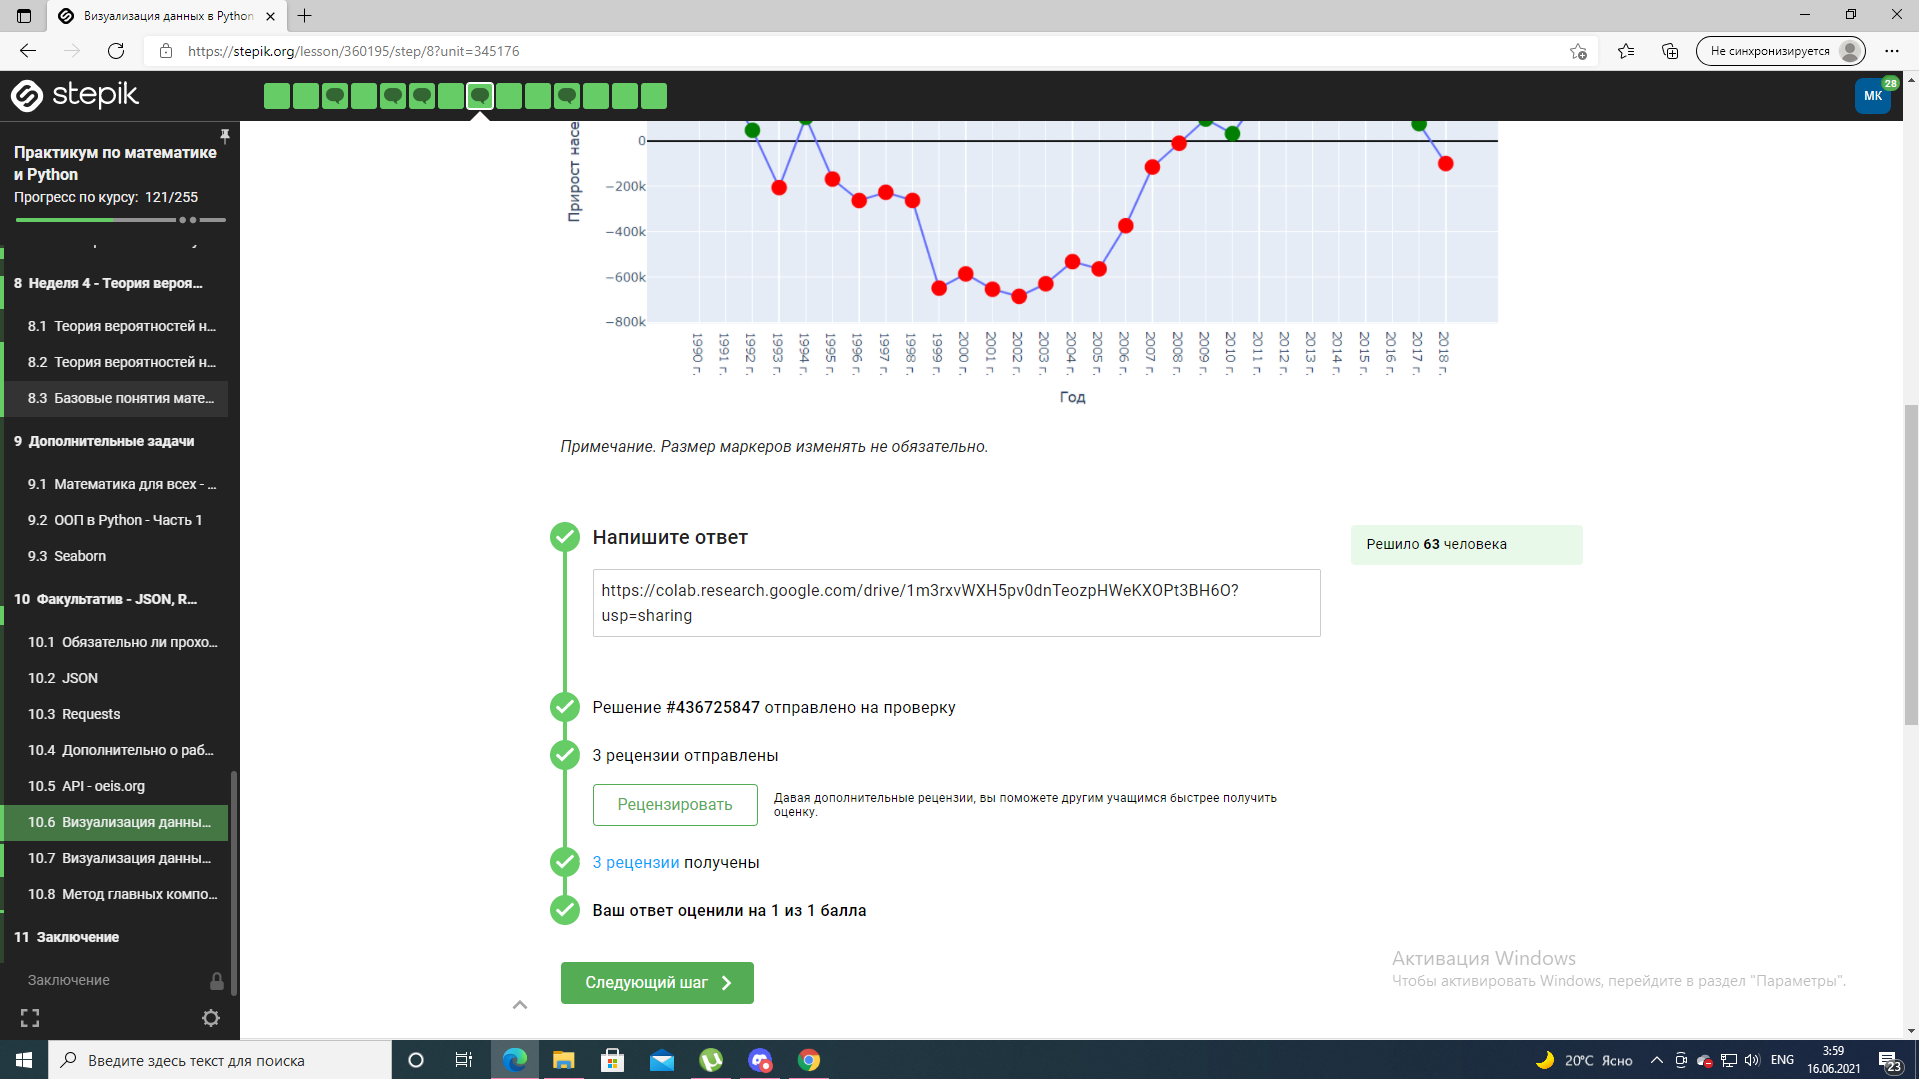 Визуализация данных в Python
https://stepik.org/lesson/360195/step/8?unit=345176
Не синхронизируется
stepik
МК
28
Практикум по математике
и Python
Прогресс по курсу: 121/255
8 Неделя 4 - Теория вероя...
8.1 Теория вероятностей н...
8.2 Теория вероятностей н...
8.3 Базовые понятия мате...
9 Дополнительные задачи
9.1 Математика для всех - ...
9.2 ООП в Python - Часть 1
9.3 Seaborn
10 Факультатив - JSON, R...
10.1 Обязательно ли прохо...
10.2 JSON
10.3 Requests
10.4 Дополнительно о раб...
10.5 API - oeis.org
10.6 Визуализация данны...
10.7 Визуализация данны...
10.8 Метод главных компо...
11 Заключение
Заключение
Прирост насе
0
−200k
−400k
−600k
−800k
1990 г.
1991 г.
1992 г.
1993 г.
1994 г.
1995 г.
1996 г.
1997 г.
1998 г.
1999 г.
2000 г.
2001 г.
2002 г.
2003 г.
2004 г.
2005 г.
2006 г.
2007 г.
2008 г.
2009 г.
2010 г.
2011 г.
2012 г.
2013 г.
2014 г.
2015 г.
2016 г.
2017 г.
2018 г.
Год
Примечание. Размер маркеров изменять не обязательно.
Напишите ответ
Решило 63 человека
https://colab.research.google.com/drive/1m3rxvWXH5pv0dnTeozpHWeKXOPt3BH6O?
usp=sharing
Решение #436725847 отправлено на проверку
3 рецензии отправлены
Рецензировать
Давая дополнительные рецензии, вы поможете другим учащимся быстрее получить
оценку.
3 рецензии получены
Ваш ответ оценили на 1 из 1 балла
Следующий шаг
Активация Windows
Чтобы активировать Windows, перейдите в раздел "Параметры".
Введите здесь текст для поиска
20°C Ясно
ENG
3:59
16.06.2021
23